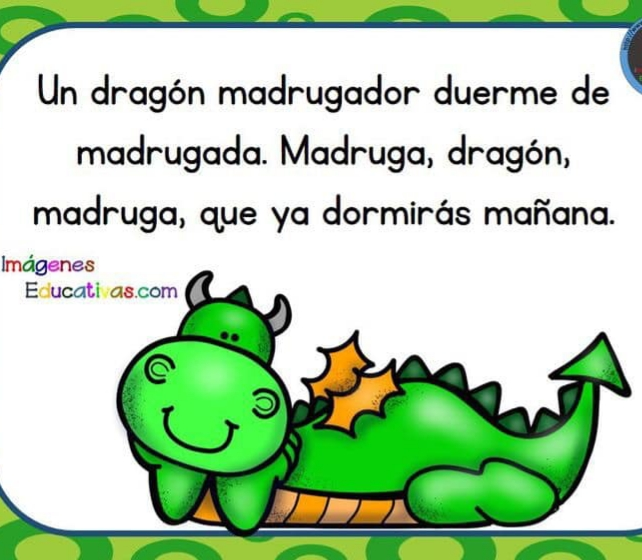 Un dragón madrugador duerme de
madrugada. Madruga, dragón,
madruga, que ya dormirás mañana.
Imágenes
Educativas.com